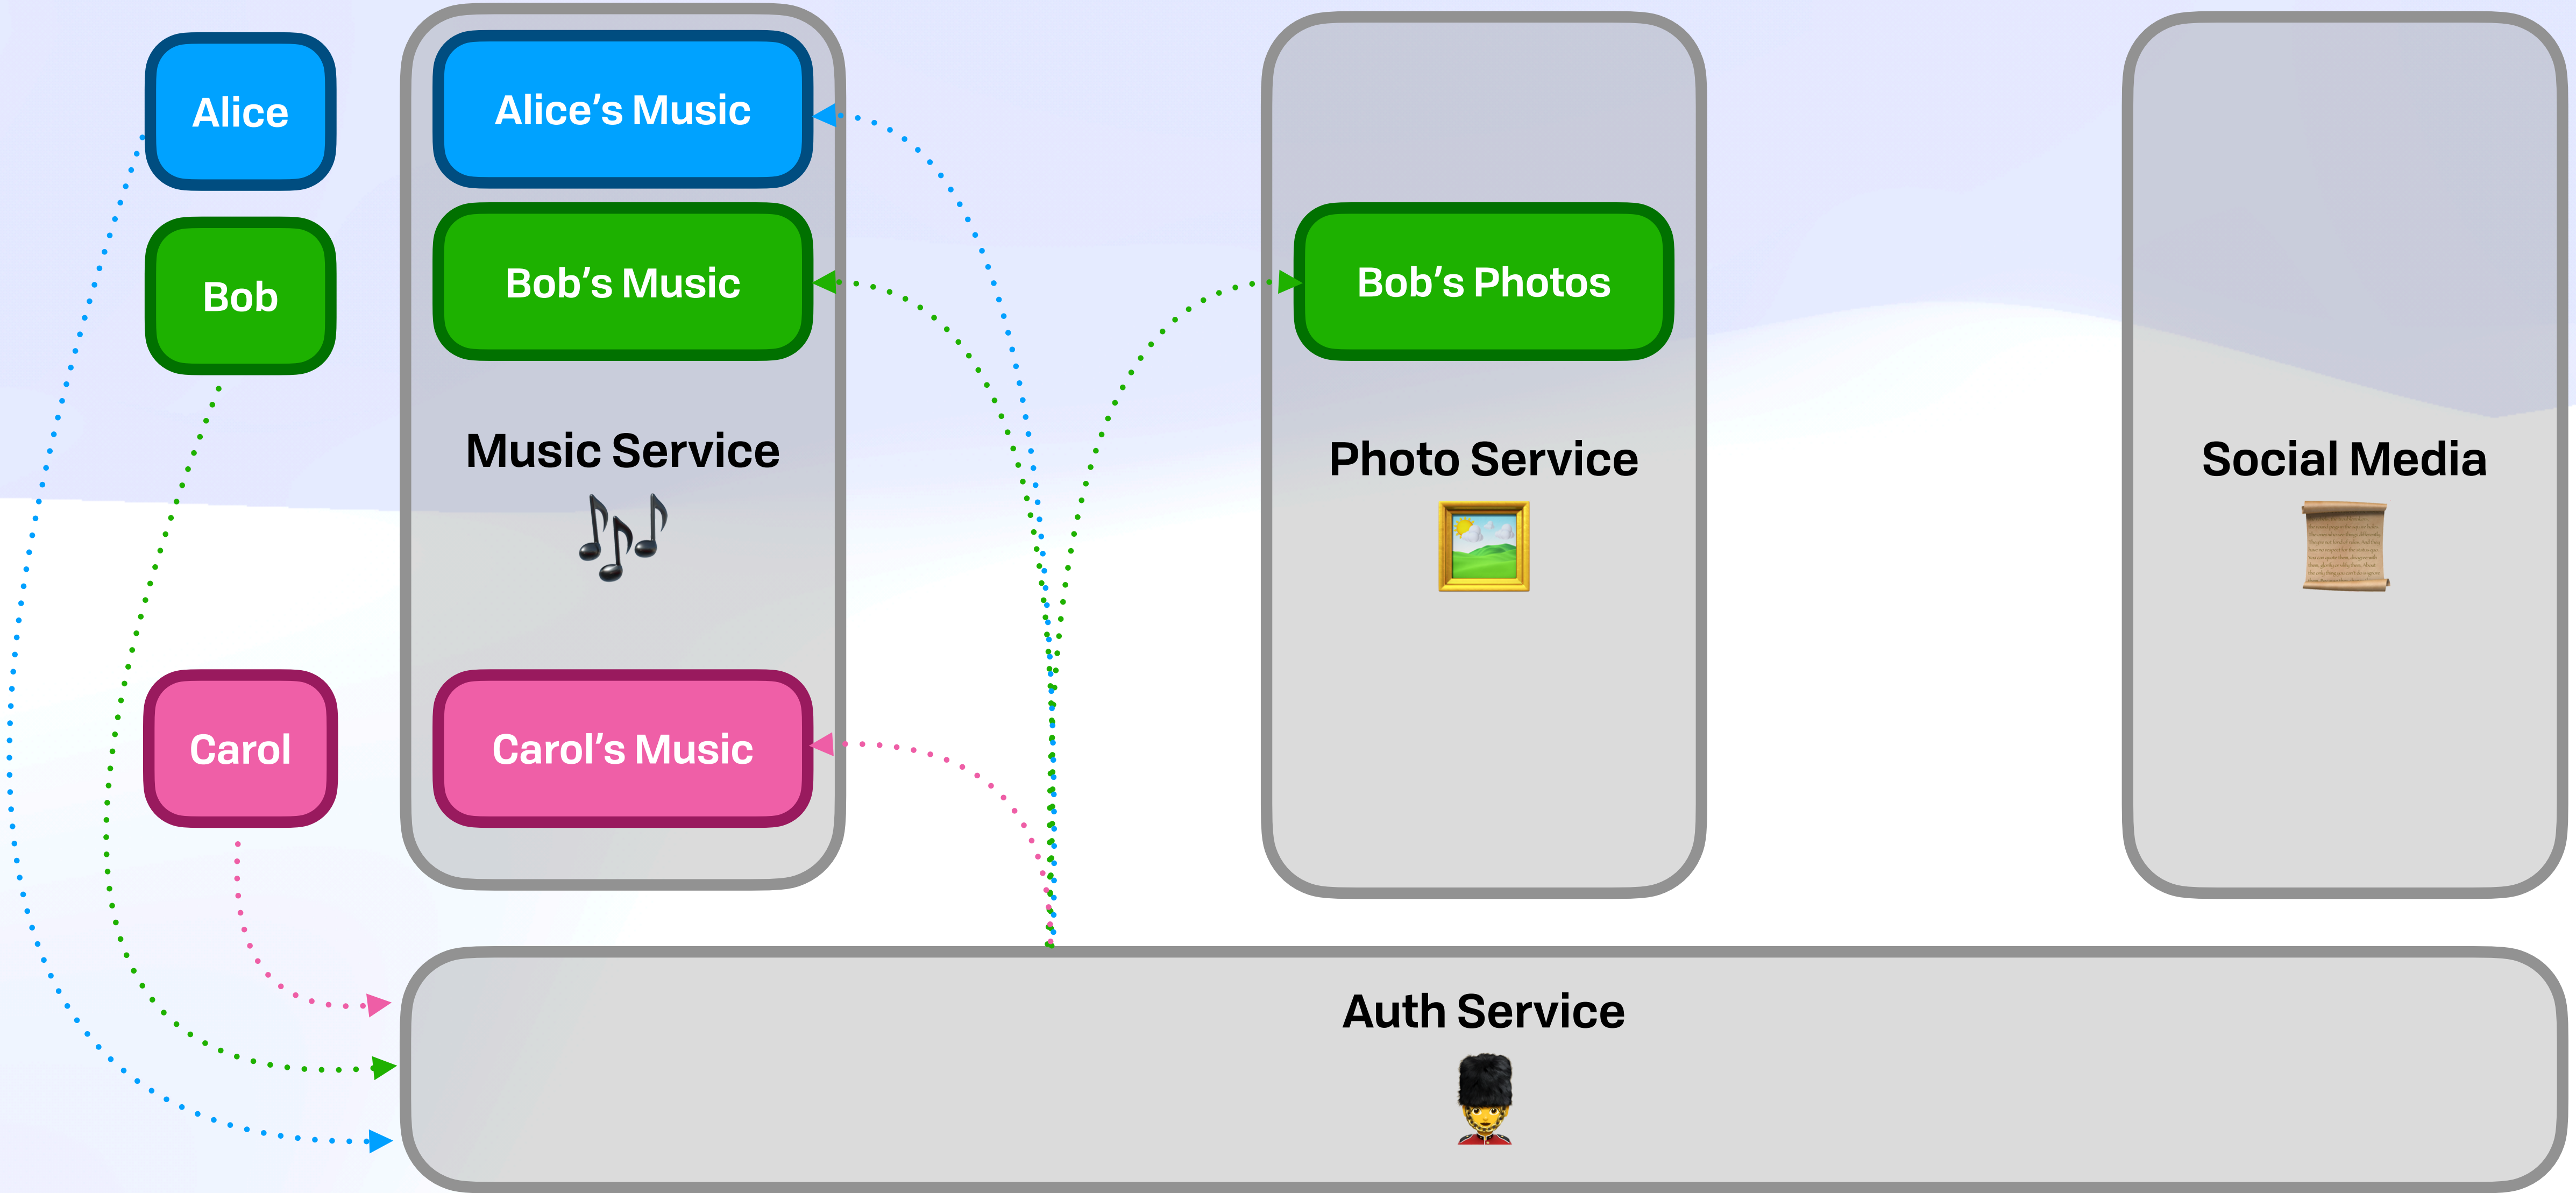 Alice
Alice’s Music
Bob
Bob’s Music
Bob’s Photos
Music Service
Photo Service
Social Media
Carol
Carol’s Music
Auth Service